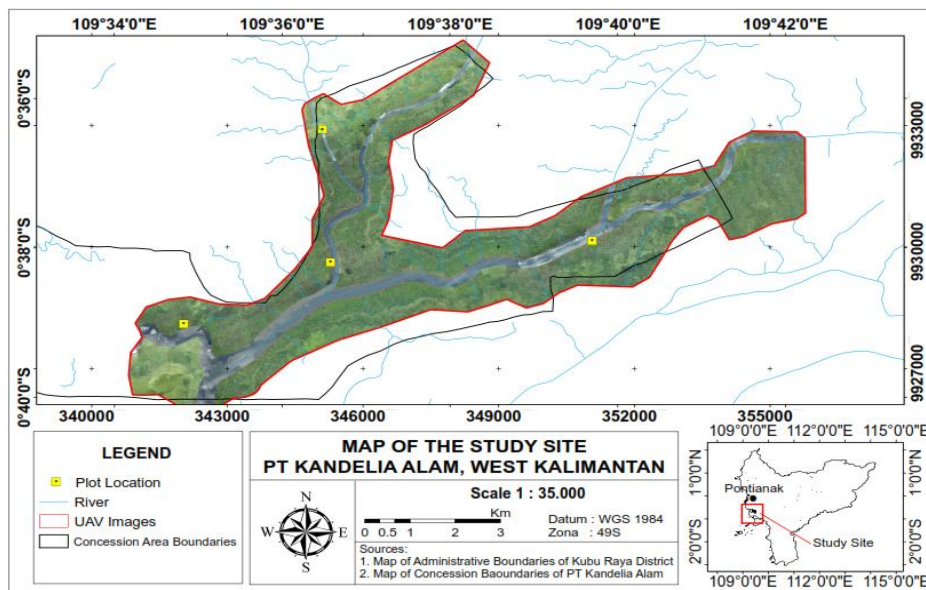 109°34'0"E 109°36'0"E 109°38'0"E 109°40'0"E 109°42'0"E
0°36'0"S
0°38'0"S
0°40'0"S
9933000
9930000
9927000
340000 343000 346000 349000 352000 355000
LEGEND
Plot Location
River
UAV Images
Concession Area Boundaries
MAP OF THE STUDY SITE
PT KANDELIA ALAM, WEST KALIMANTAN
N
W E
S
Scale 1 : 35.000
Km
0 0.5 1 2 3
Datum : WGS 1984
Zona : 49S
Sources:
1. Map of Administrative Boundaries of Kubu Raya District
2. Map of Concession Baoundaries of PT Kandelia Alam
109°0'0"E 112°0'0"E 115°0'0"E
1°0'0"N
2°0'0"S
1°0'0"N
2°0'0"S
Pontianak
Study Site
109°0'0"E 112°0'0"E 115°0'0"E